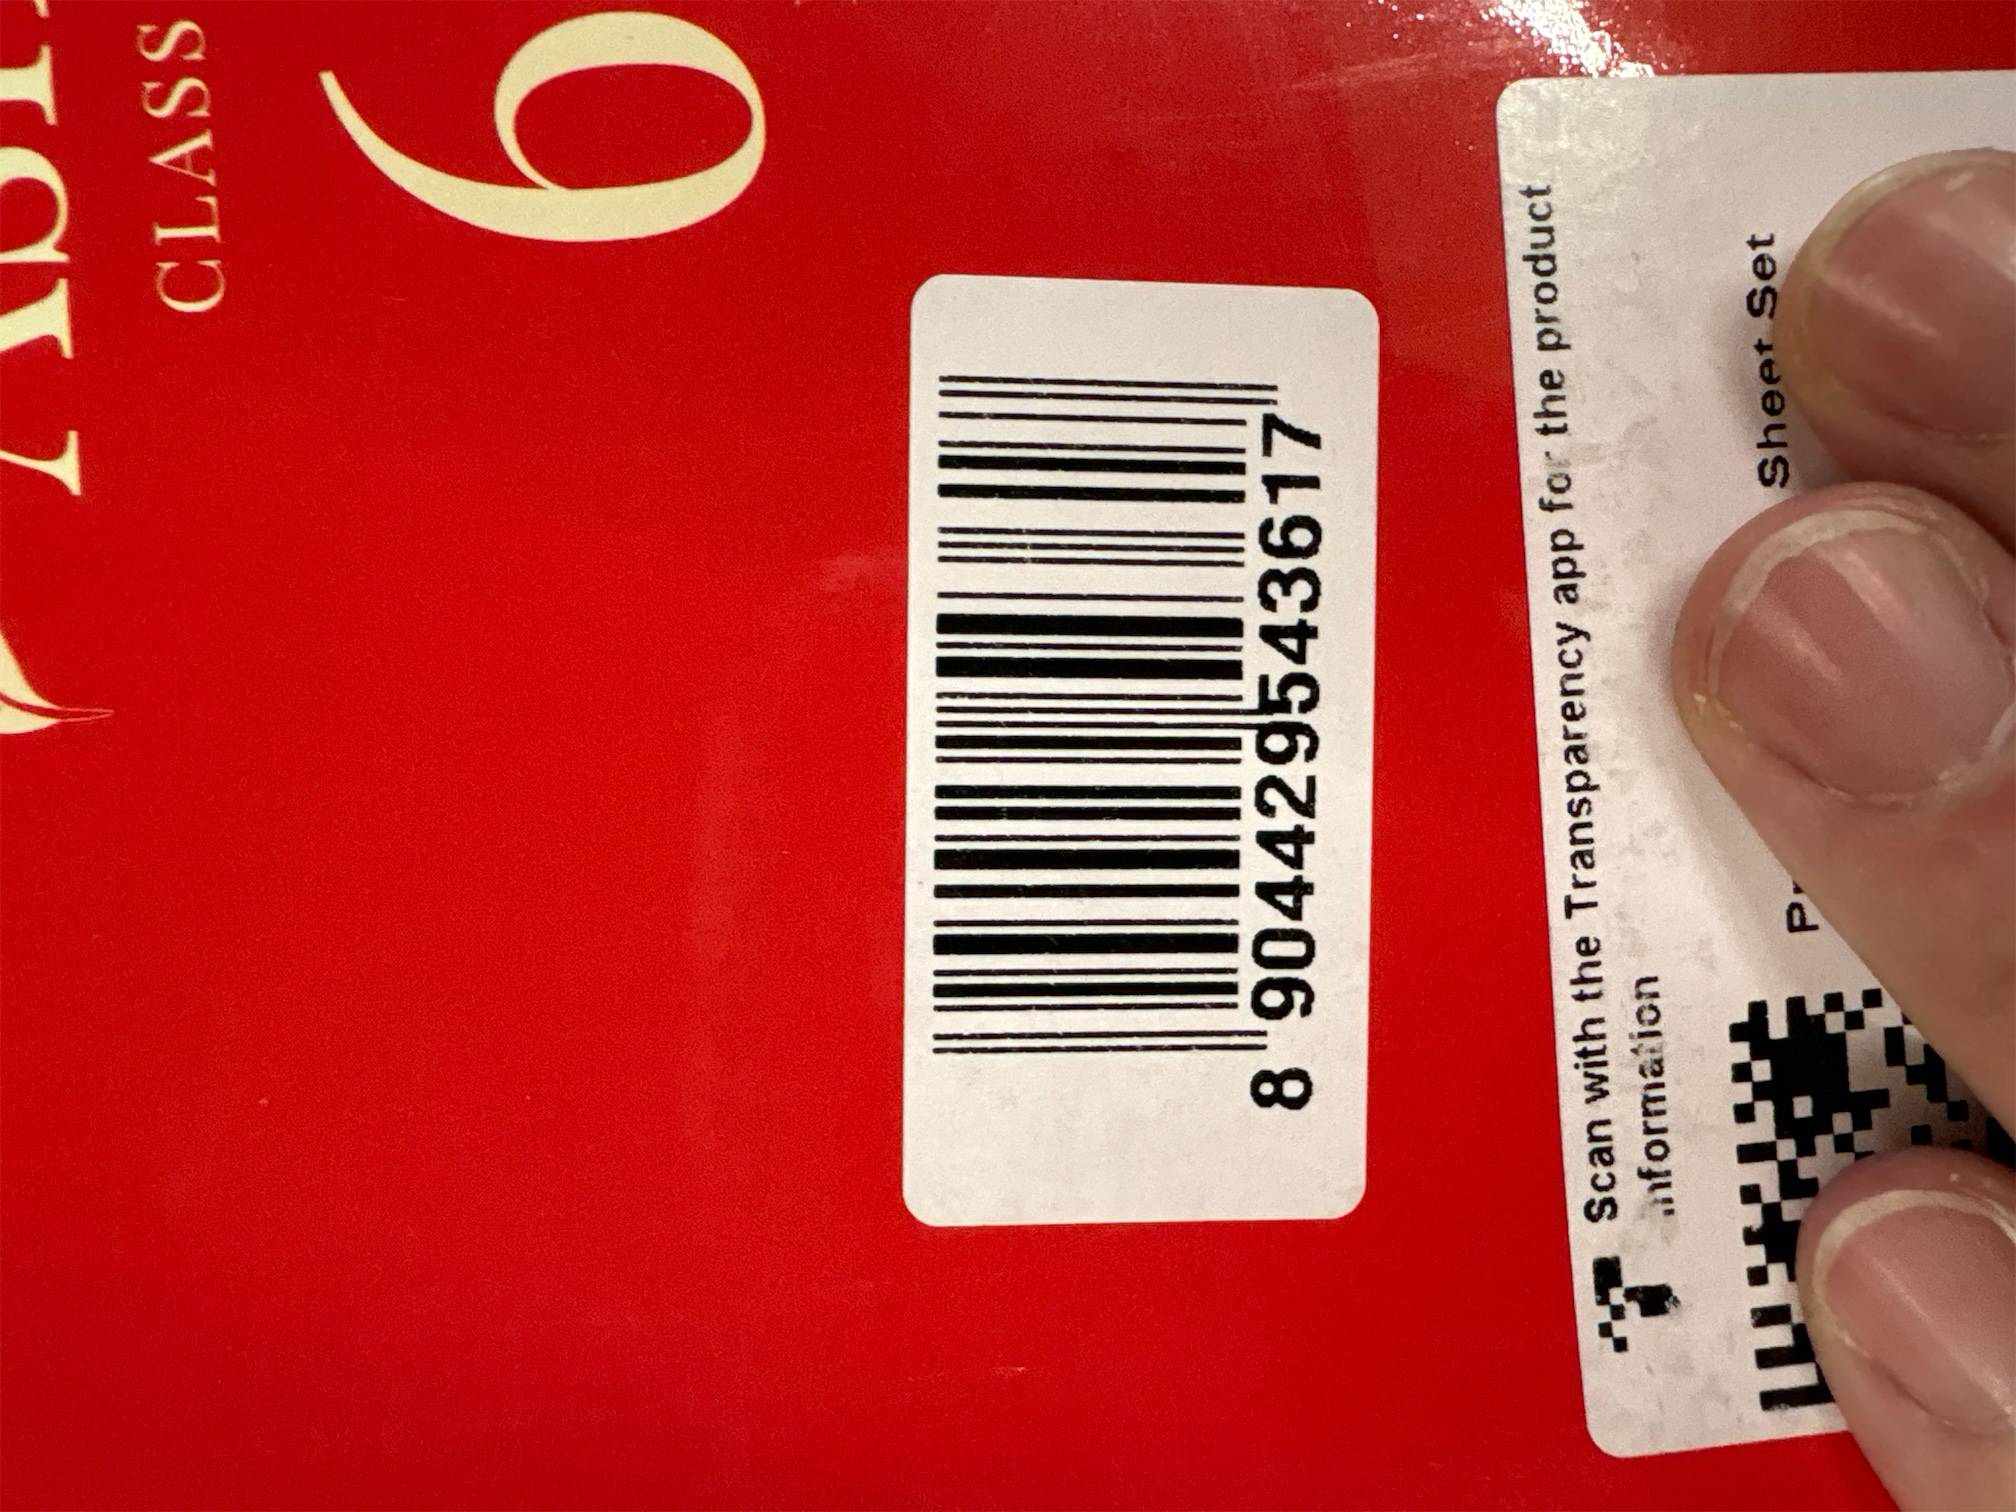 CLASS
6
8 904429 543617
Scan with the Transparency app for the product
information
Sheet Set